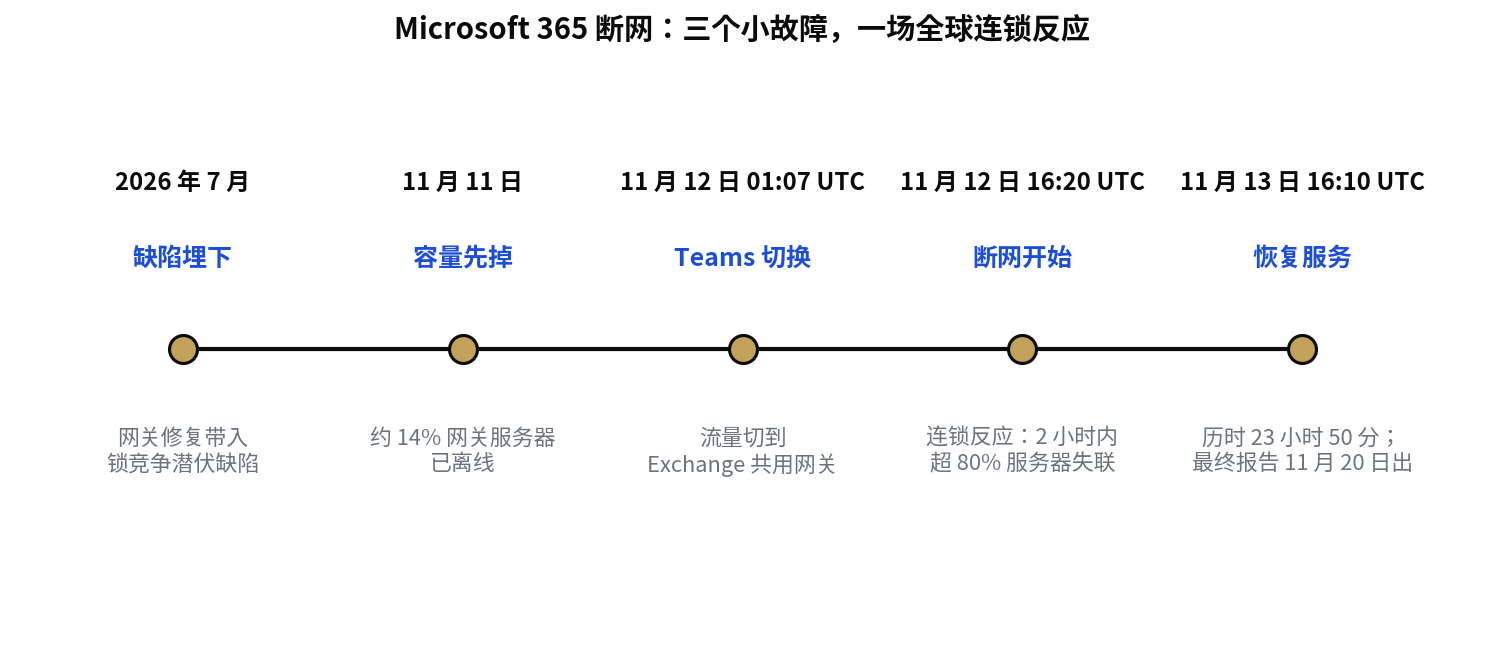 Microsoft 365 断网：三个小故障，一场全球连锁反应
2026 年 7 月
11 月 11 日
11 月 12 日 01:07 UTC
11 月 12 日 16:20 UTC
11 月 13 日 16:10 UTC
缺陷埋下
容量先掉
Teams 切换
断网开始
恢复服务
网关修复带入
锁竞争潜伏缺陷
约 14% 网关服务器
已离线
流量切到
Exchange 共用网关
连锁反应：2 小时内
超 80% 服务器失联
历时 23 小时 50 分；
最终报告 11 月 20 日出